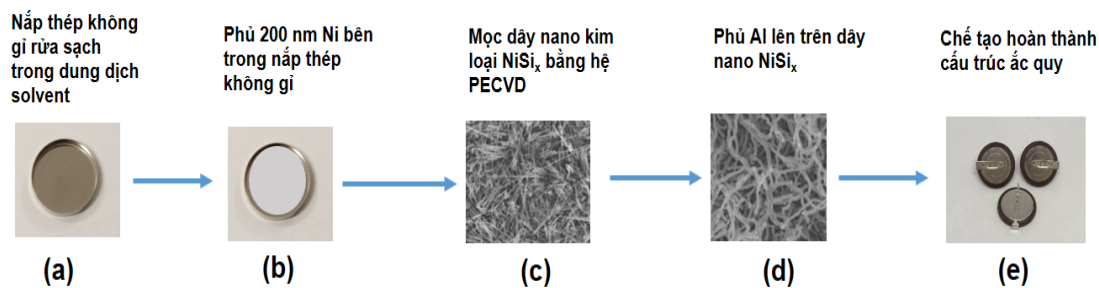 Nắp thép không
gỉ rửa sạch
trong dung dịch
solvent
Phủ 200 nm Ni bên
trong nắp thép
không gỉ
Mọc dây nano kim
loại NiSiₓ bằng hệ
PECVD
Phủ Al lên trên dây
nano NiSiₓ
Chế tạo hoàn thành
cấu trúc ắc quy
(a)
(b)
(c)
(d)
(e)